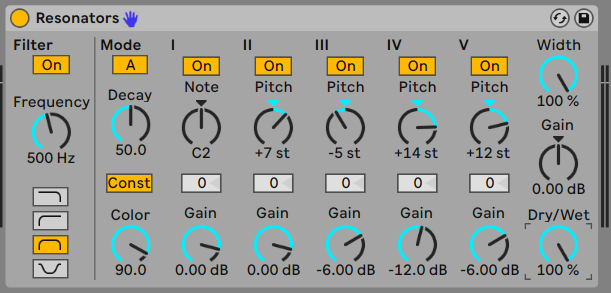 Resonators
Filter Mode I II III IV V Width
On A On On On On On
Decay Note Pitch Pitch Pitch Pitch
Frequency 100 %
Gain
500 Hz 50.0 C2 +7 st -5 st +14 st +12 st
Const 0 0 0 0 0 0.00 dB
Color Gain Gain Gain Gain Gain Dry/Wet
90.0 0.00 dB 0.00 dB -6.00 dB -12.0 dB -6.00 dB 100 %